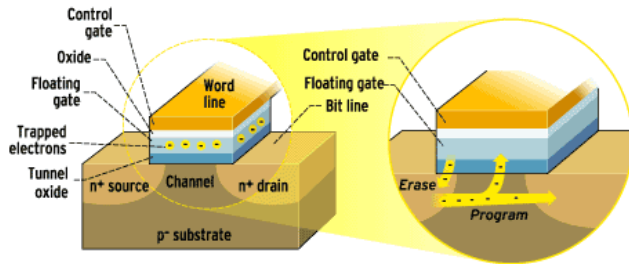 Control
gate
Oxide
Floating
gate
Trapped
electrons
Tunnel
oxide
Word
line
Bit line
n+ source
Channel
n+ drain
p- substrate
Control gate
Floating gate
Erase
Program